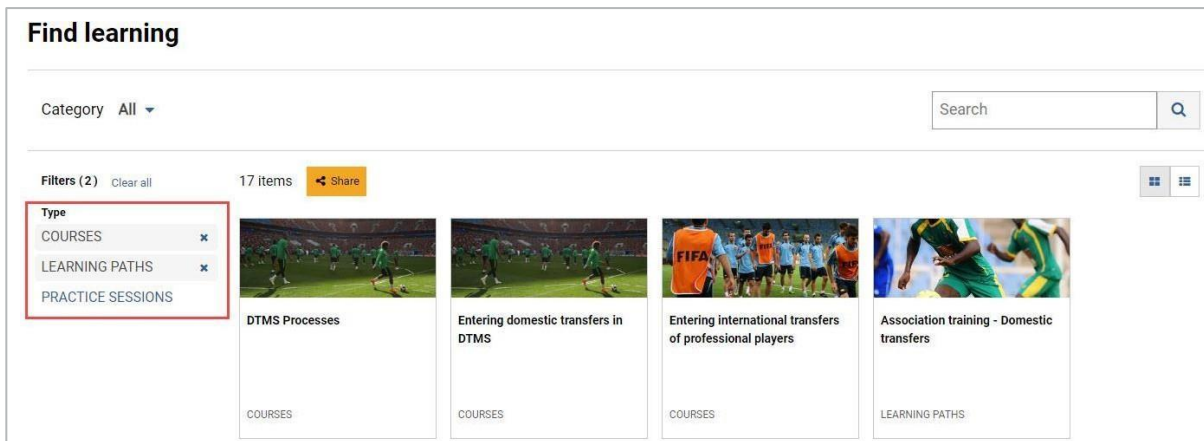 Find learning
Category All
Search
Filters (2) Clear all
17 items Share
Type
COURSES
LEARNING PATHS
PRACTICE SESSIONS
FIFA
DTMS Processes
COURSES
Entering domestic transfers in
DTMS
COURSES
Entering international transfers
of professional players
COURSES
Association training - Domestic
transfers
LEARNING PATHS